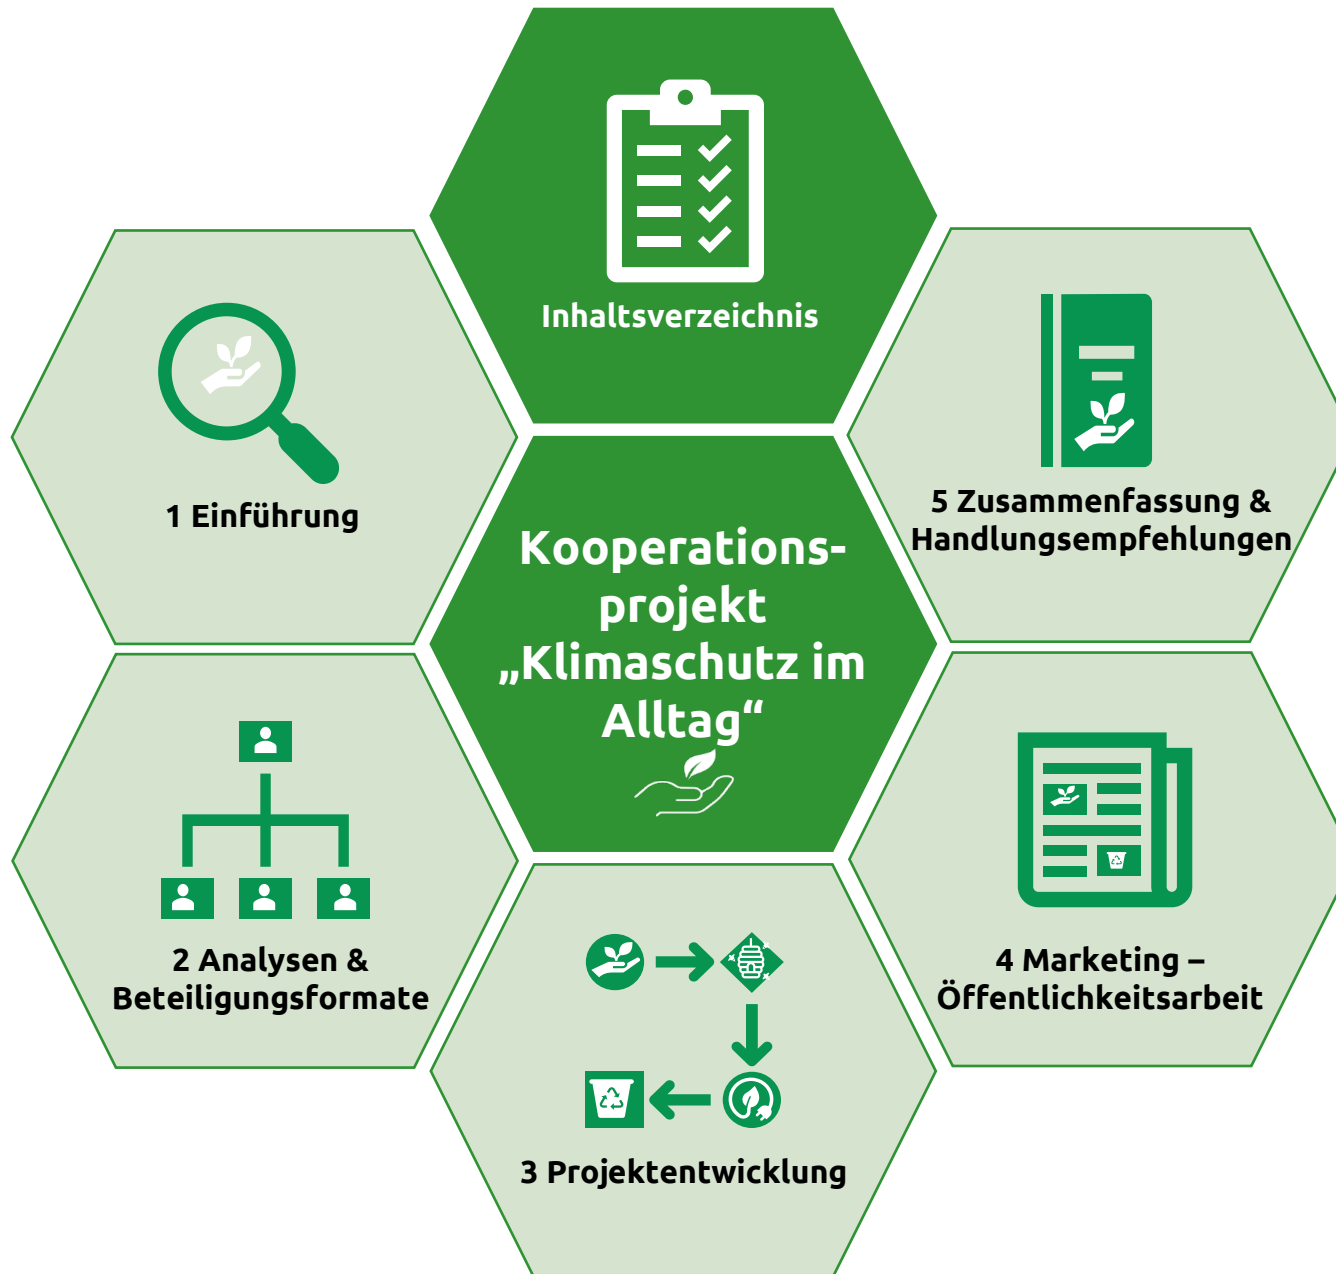 Inhaltsverzeichnis
Kooperations-
projekt
„Klimaschutz im
Alltag“
1 Einführung
2 Analysen &
Beteiligungsformate
3 Projektentwicklung
4 Marketing –
Öffentlichkeitsarbeit
5 Zusammenfassung &
Handlungsempfehlungen